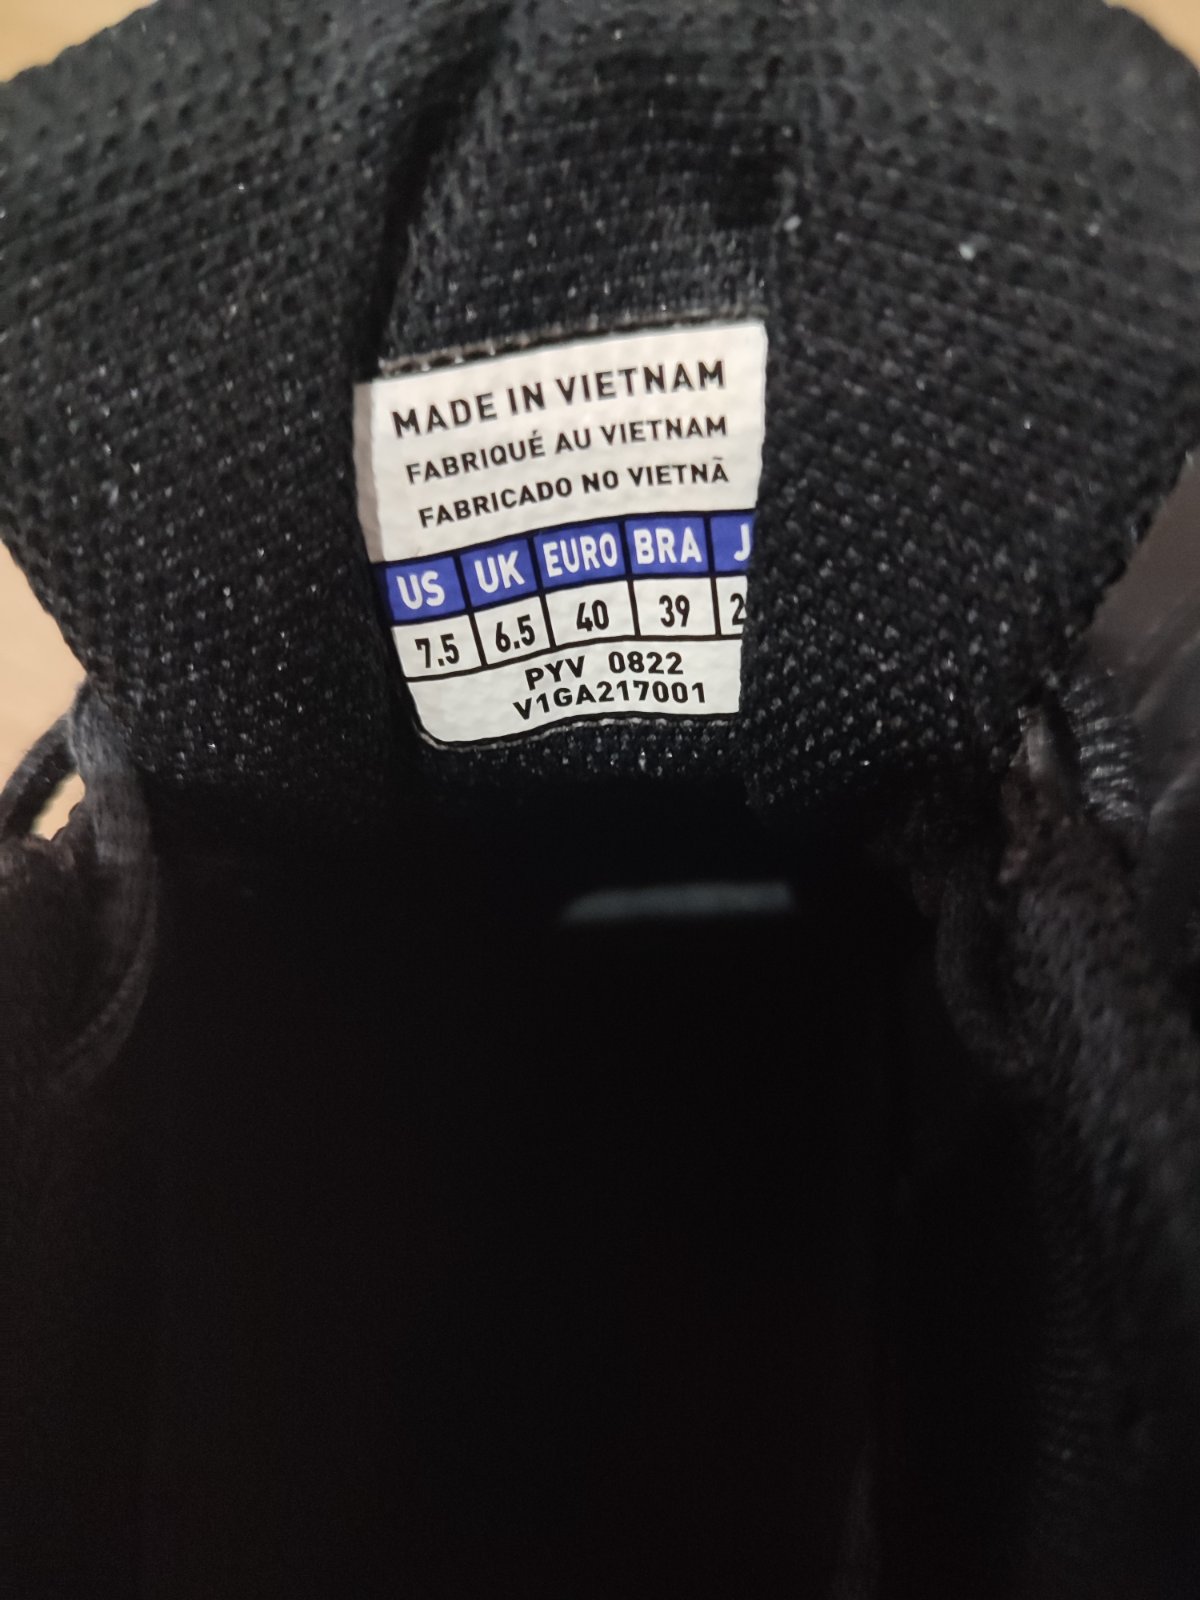 MADE IN VIETNAM
FABRIQUÉ AU VIETNAM
FABRICADO NO VIETNÃ
US UK EURO BRA J
7.5 6.5 40 39 2
PYV 0822
V1GA217001